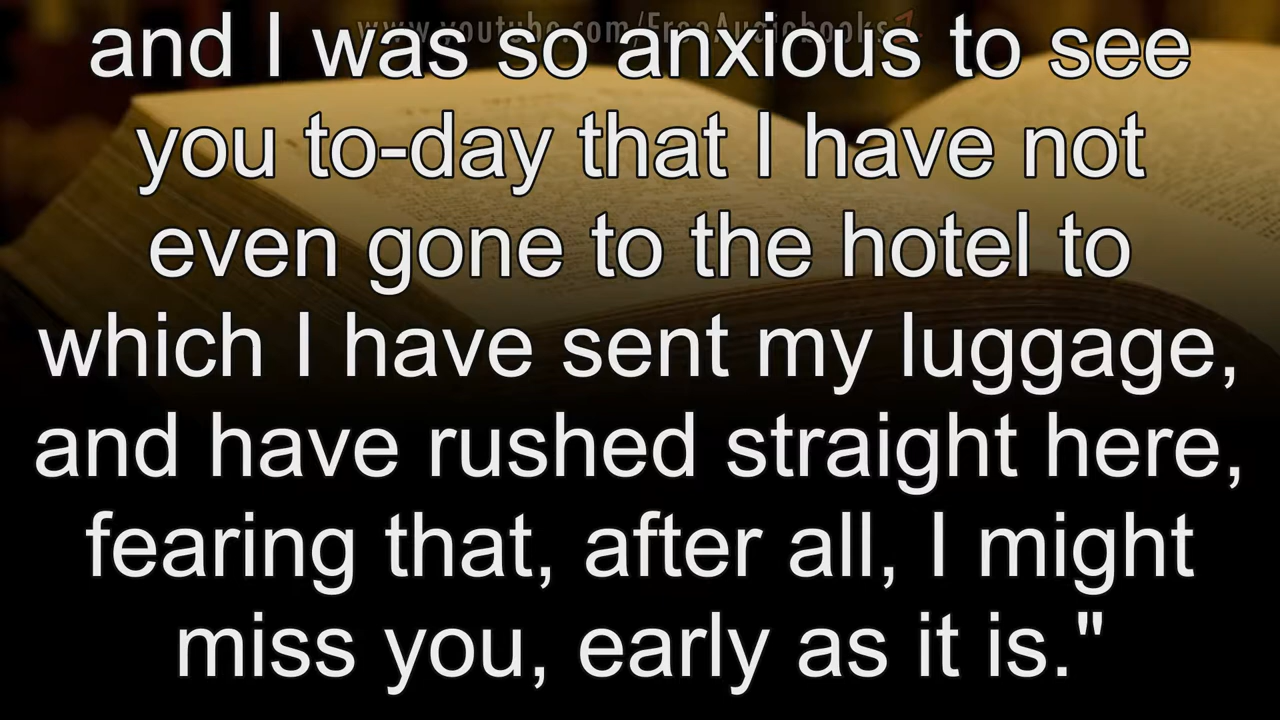 www.youtube.com/FreeAudiobooks
and I was so anxious to see
you to-day that I have not
even gone to the hotel to
which I have sent my luggage,
and have rushed straight here,
fearing that, after all, I might
miss you, early as it is."